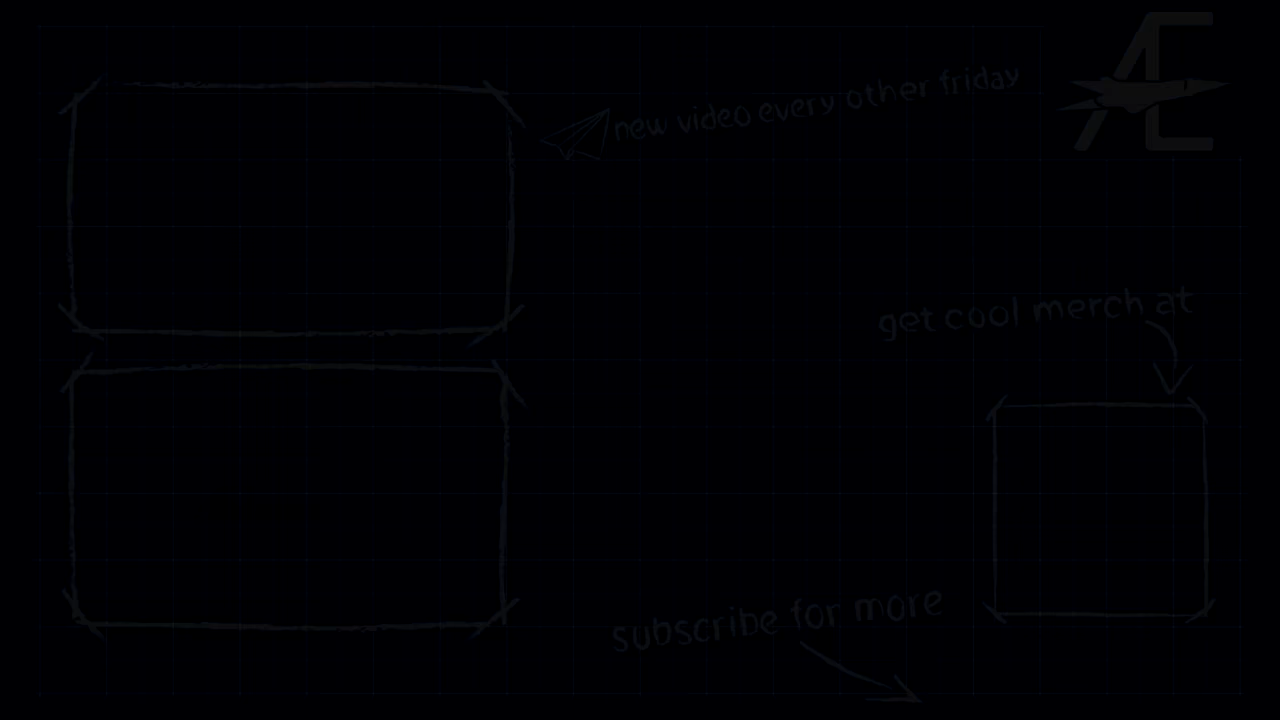 new video every other friday
get cool merch at
subscribe for more